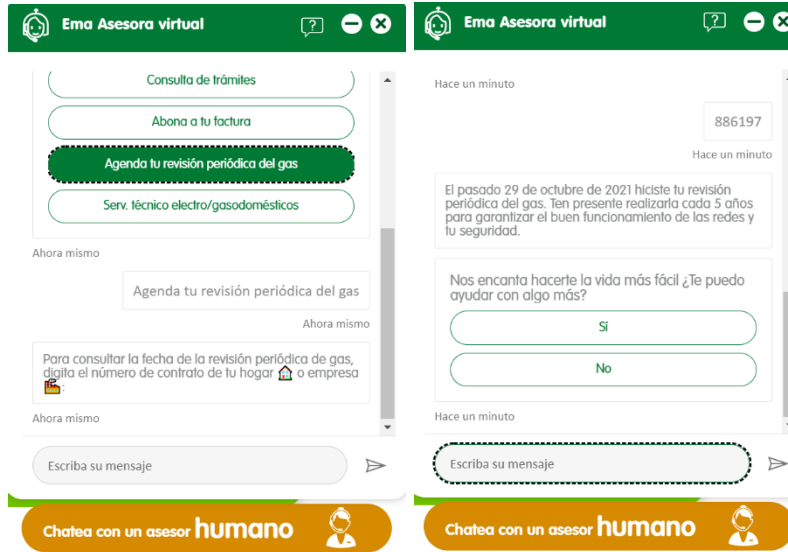 Ema Asesora virtual
Consulta de trámites
Abona a tu factura
Agenda tu revisión periódica del gas
Serv. técnico electro/gasodomésticos
Ahora mismo
Agenda tu revisión periódica del gas
Ahora mismo
Para consultar la fecha de la revisión periódica de gas,
digita el número de contrato de tu hogar 🏠 o empresa
🏭:
Ahora mismo
Escriba su mensaje
Chatea con un asesor humano
Ema Asesora virtual
Hace un minuto
886197
Hace un minuto
El pasado 29 de octubre de 2021 hiciste tu revisión
periódica del gas. Ten presente realizarla cada 5 años
para garantizar el buen funcionamiento de las redes y
tu seguridad.
Nos encanta hacerte la vida más fácil ¿Te puedo
ayudar con algo más?
Sí
No
Hace un minuto
Escriba su mensaje
Chatea con un asesor humano